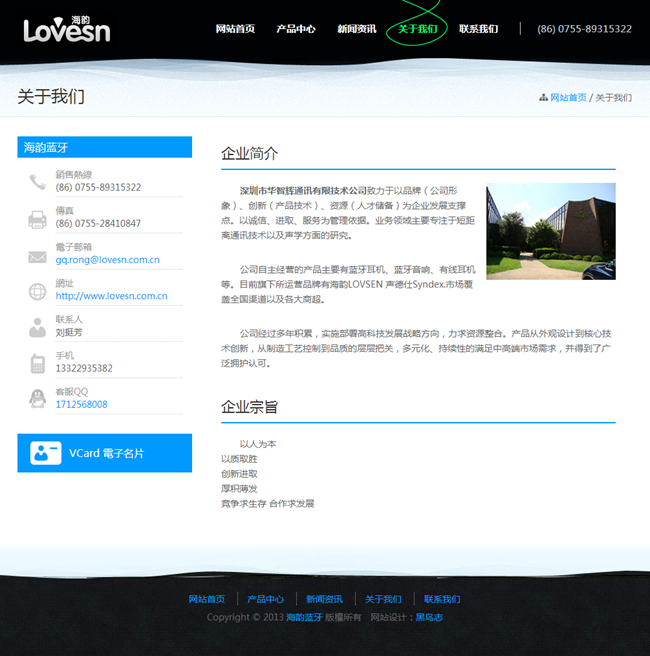 海韵
Lovesn
网站首页 产品中心 新闻资讯 关于我们 联系我们 (86) 0755-89315322
关于我们
网站首页 / 关于我们
海韵蓝牙
銷售熱線
(86) 0755-89315322
傳真
(86) 0755-28410847
電子郵箱
gq.rong@lovesn.com.cn
網址
http://www.lovesn.com.cn
联系人
刘挺芳
手机
13322935382
客服QQ
1712568008
VCard 電子名片
企业简介
深圳市华智辉通讯有限技术公司致力于以品牌（公司形
象）、创新（产品技术）、资源（人才储备）为企业发展支撑
点。以诚信、进取、服务为管理依据。业务领域主要专注于短距
离通讯技术以及声学方面的研究。
公司自主经营的产品主要有蓝牙耳机、蓝牙音响、有线耳机
等。目前旗下所运营品牌有海韵LOVSEN 声德仕Syndex.市场覆
盖全国渠道以及各大商超。
公司经过多年积累，实施部署高科技发展战略方向，力求资源整合。产品从外观设计到核心技
术创新，从制造工艺控制到品质的层层把关，多元化、持续性的满足中高端市场需求，并得到了广
泛拥护认可。
企业宗旨
以人为本
以质取胜
创新进取
厚积薄发
竞争求生存 合作求发展
网站首页 产品中心 新闻资讯 关于我们 联系我们
Copyright © 2013 海韵蓝牙 版權所有 网站设计：黑鸟志